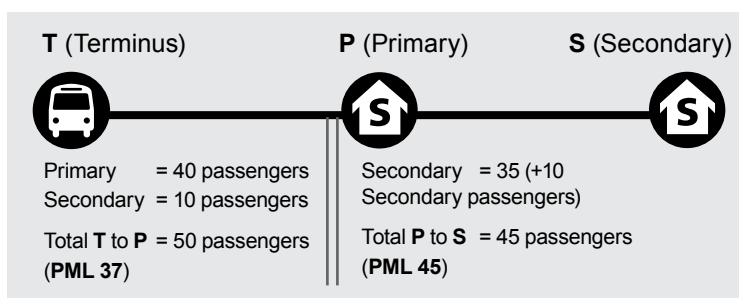 T (Terminus)
P (Primary)
S (Secondary)
S
S
Primary = 40 passengers
Secondary = 10 passengers
Total T to P = 50 passengers
(PML 37)
Secondary = 35 (+10
Secondary passengers)
Total P to S = 45 passengers
(PML 45)